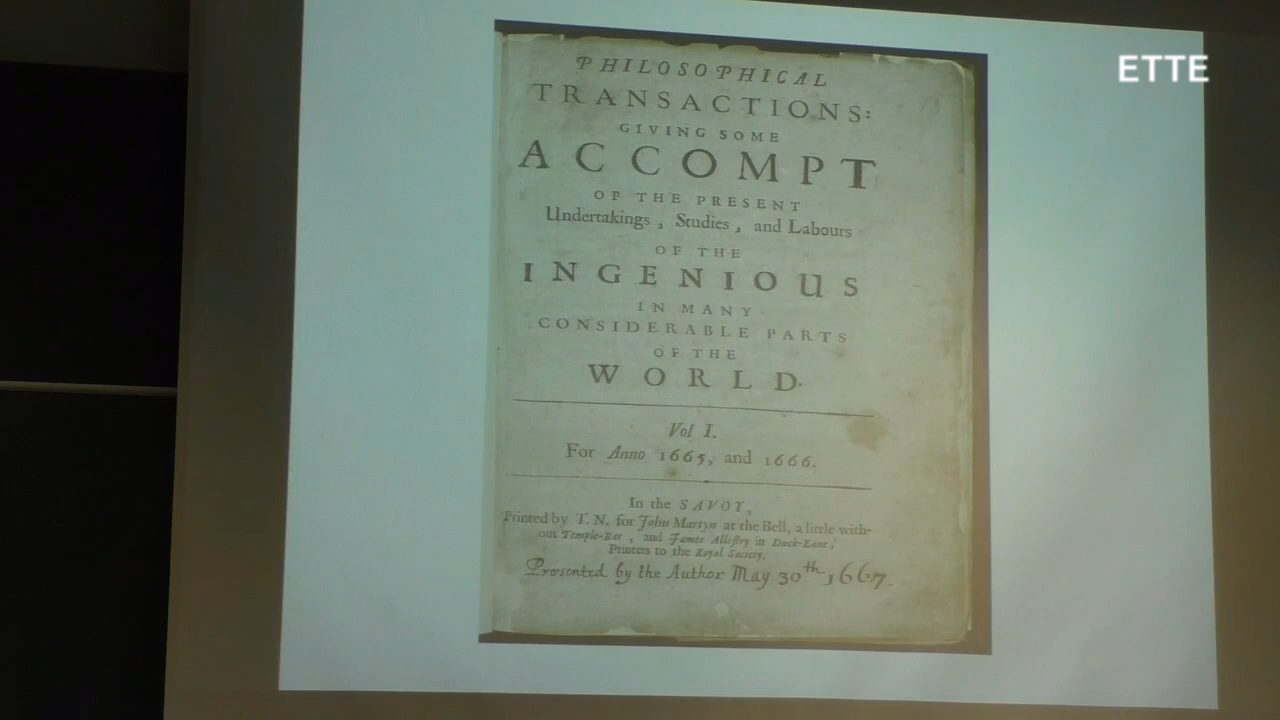 ETTE
PHILOSOPHICAL
TRANSACTIONS:
GIVING SOME
ACCOMPT
OF THE PRESENT
Undertakings, Studies, and Labours
OF THE
INGENIOUS
IN MANY
CONSIDERABLE PARTS
OF THE
WORLD.
Vol I.
For Anno 1665, and 1666.
In the SAVOY,
Printed by T. N. for John Martyn at the Bell, a little with-
out Temple-Bar, and James Allestry in Duck-Lane,
Printers to the Royal Society.
Presented by the Author May 30th, 1667.